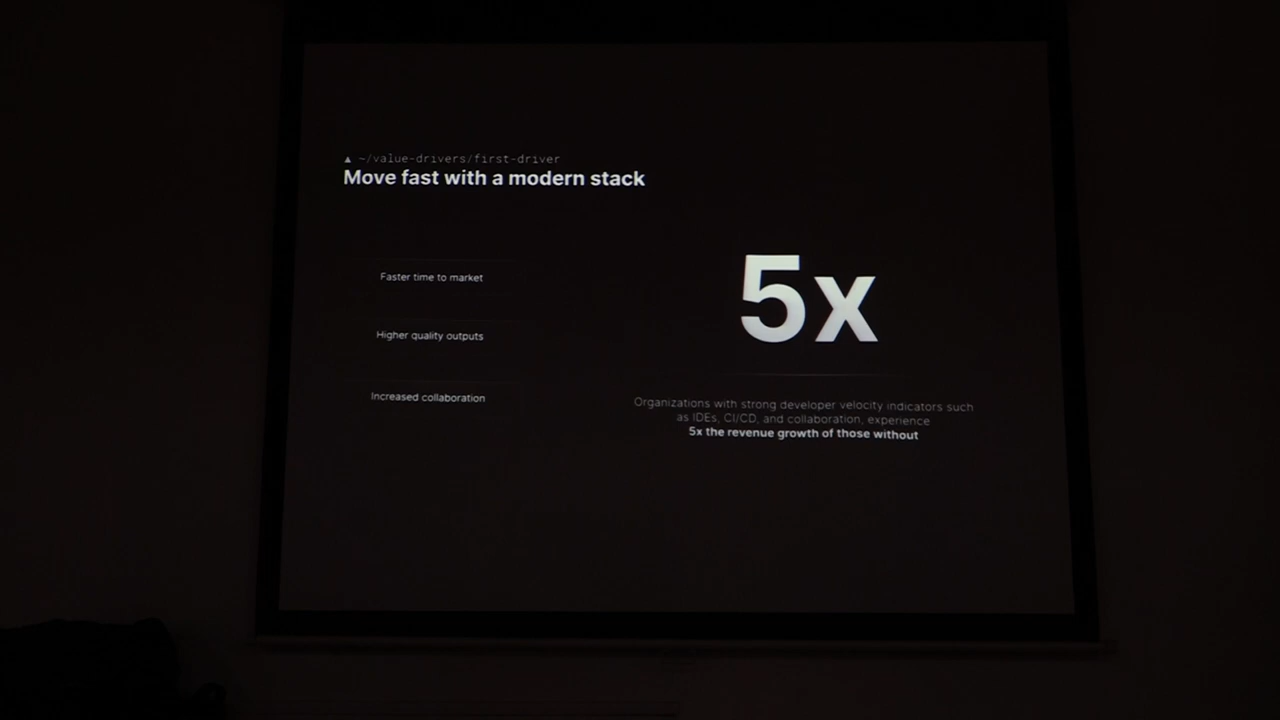 ▲ ~/value-drivers/first-driver
Move fast with a modern stack
Faster time to market
Higher quality outputs
Increased collaboration
5x
Organizations with strong developer velocity indicators such
as IDEs, CI/CD, and collaboration, experience
5x the revenue growth of those without